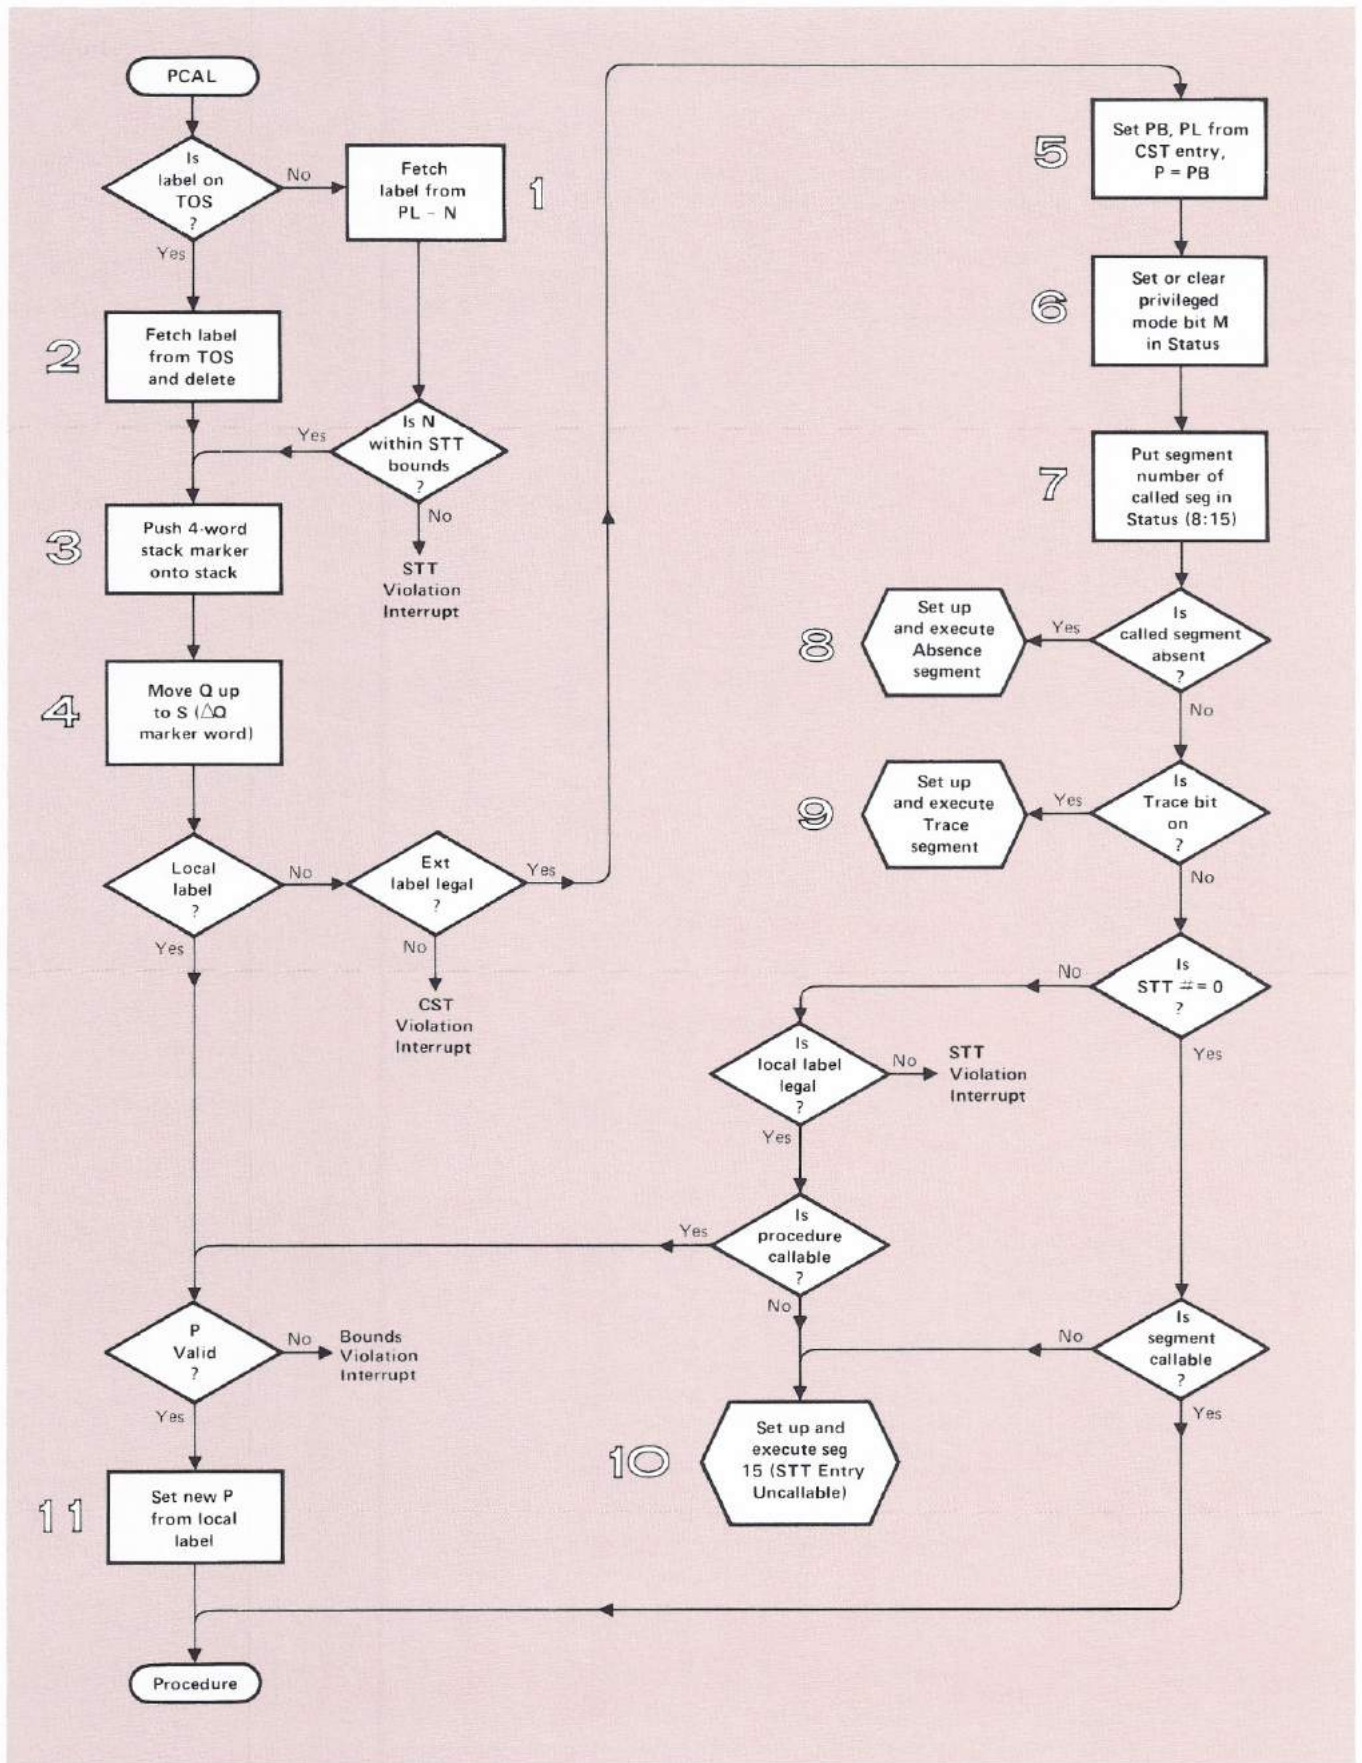 PCAL
Is
label on
TOS
?
No
Yes
Fetch
label from
PL - N
1
2
Fetch label
from TOS
and delete
Is N
within STT
bounds
?
Yes
No
STT
Violation
Interrupt
3
Push 4-word
stack marker
onto stack
4
Move Q up
to S (ΔQ
marker word)
Local
label
?
No
Yes
Ext
label legal
?
Yes
No
CST
Violation
Interrupt
5
Set PB, PL from
CST entry,
P = PB
6
Set or clear
privileged
mode bit M
in Status
7
Put segment
number of
called seg in
Status (8:15)
Is
called segment
absent
?
Yes
No
8
Set up
and execute
Absence
segment
Is
Trace bit
on
?
Yes
No
9
Set up
and execute
Trace
segment
Is
STT # = 0
?
No
Yes
Is
local label
legal
?
No
Yes
STT
Violation
Interrupt
Is
procedure
callable
?
Yes
No
Is
segment
callable
?
No
Yes
10
Set up and
execute seg
15 (STT Entry
Uncallable)
P
Valid
?
No
Yes
Bounds
Violation
Interrupt
11
Set new P
from local
label
Procedure